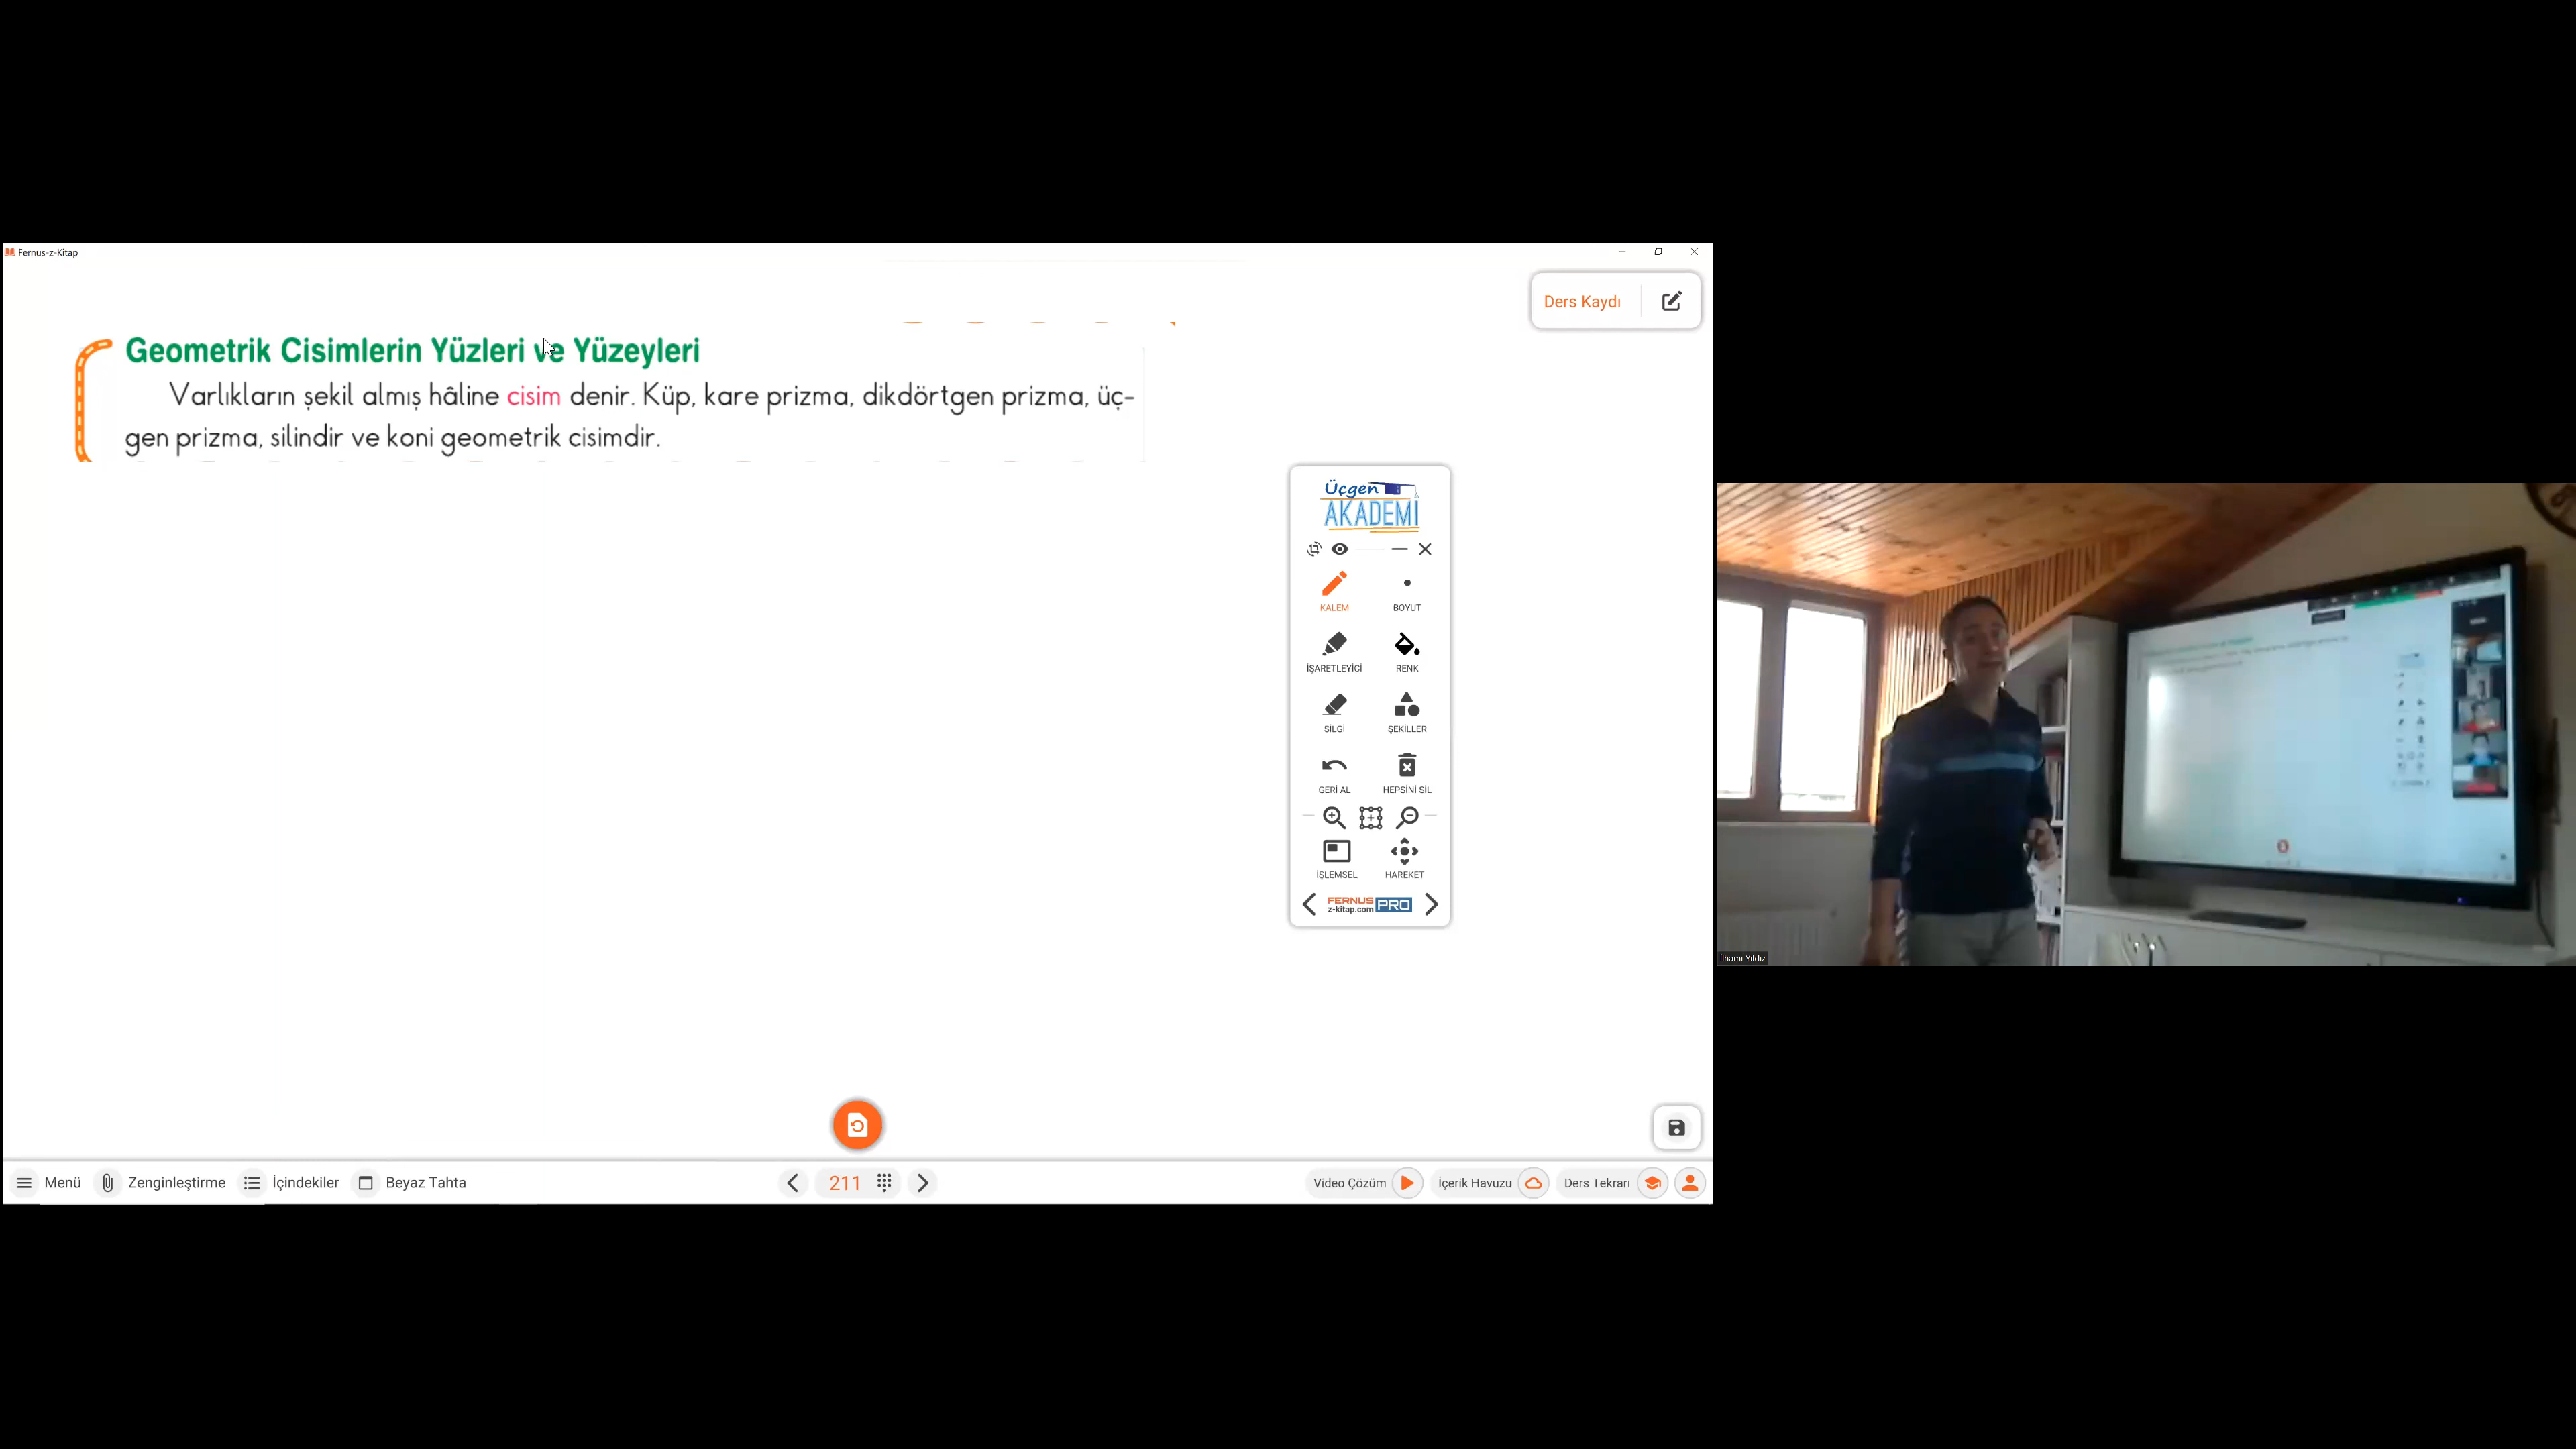 Fernus-z-Kitap
Ders Kaydı
Geometrik Cisimlerin Yüzleri ve Yüzeyleri
Varlıkların şekil almış hâline cisim denir. Küp, kare prizma, dikdörtgen prizma, üç-
gen prizma, silindir ve koni geometrik cisimdir.
Üçgen
AKADEMİ
KALEM BOYUT
İŞARETLEYİCİ RENK
SİLGİ ŞEKİLLER
GERİ AL HEPSİNİ SİL
İŞLEMSEL HAREKET
FERNUS
z-kitap.com PRO
İlhami Yıldız
Menü Zenginleştirme İçindekiler Beyaz Tahta 211 Video Çözüm İçerik Havuzu Ders Tekrarı